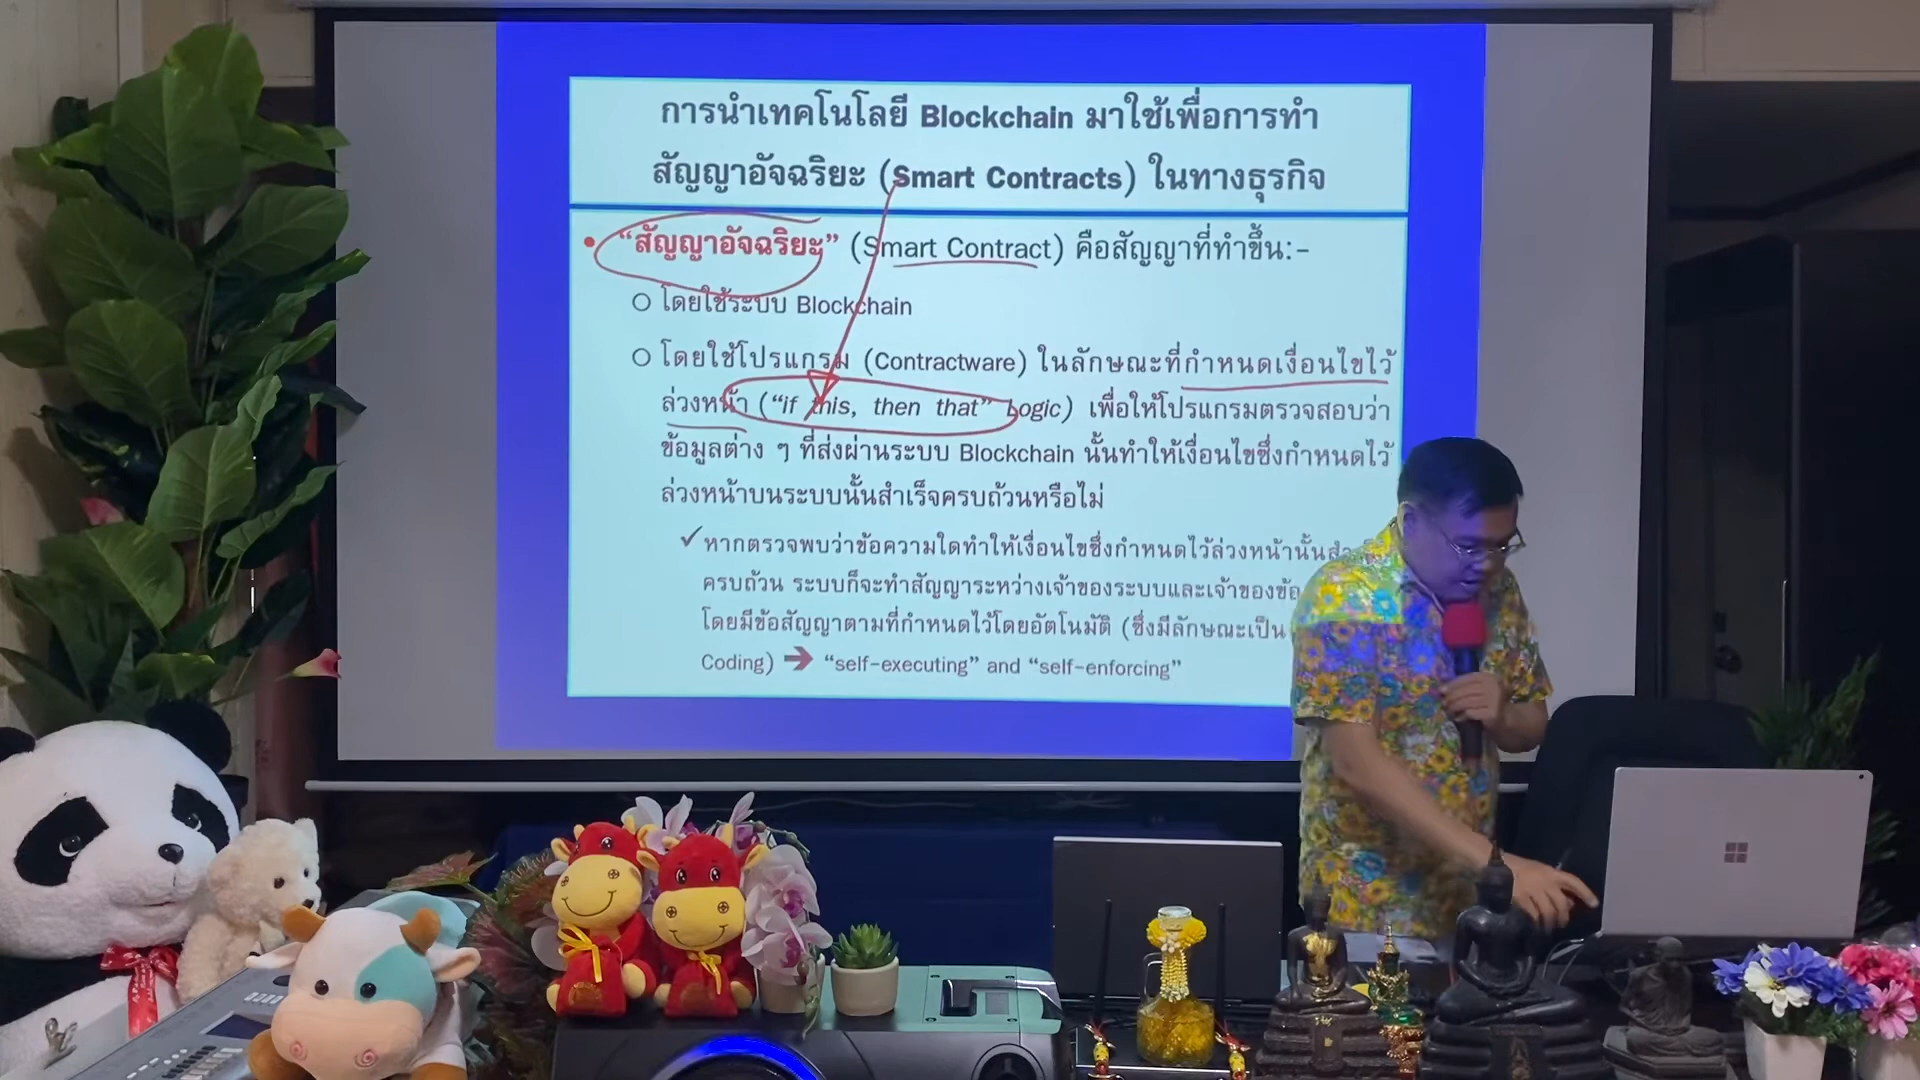 การนำเทคโนโลยี Blockchain มาใช้เพื่อการทำ
สัญญาอัจฉริยะ (Smart Contracts) ในทางธุรกิจ
• “สัญญาอัจฉริยะ” (Smart Contract) คือสัญญาที่ทำขึ้น:-
โดยใช้ระบบ Blockchain
โดยใช้โปรแกรม (Contractware) ในลักษณะที่กำหนดเงื่อนไขไว้
ล่วงหน้า (“if this, then that” Logic) เพื่อให้โปรแกรมตรวจสอบว่า
ข้อมูลต่าง ๆ ที่ส่งผ่านระบบ Blockchain นั้นทำให้เงื่อนไขซึ่งกำหนดไว้
ล่วงหน้าบนระบบนั้นสำเร็จครบถ้วนหรือไม่
✓ หากตรวจพบว่าข้อความใดทำให้เงื่อนไขซึ่งกำหนดไว้ล่วงหน้านั้น
ครบถ้วน ระบบก็จะทำสัญญาระหว่างเจ้าของระบบและเจ้าของ
โดยมีข้อสัญญาตามที่กำหนดไว้โดยอัตโนมัติ (ซึ่งมีลักษณะเป็น
Coding) ➔ “self-executing” and “self-enforcing”